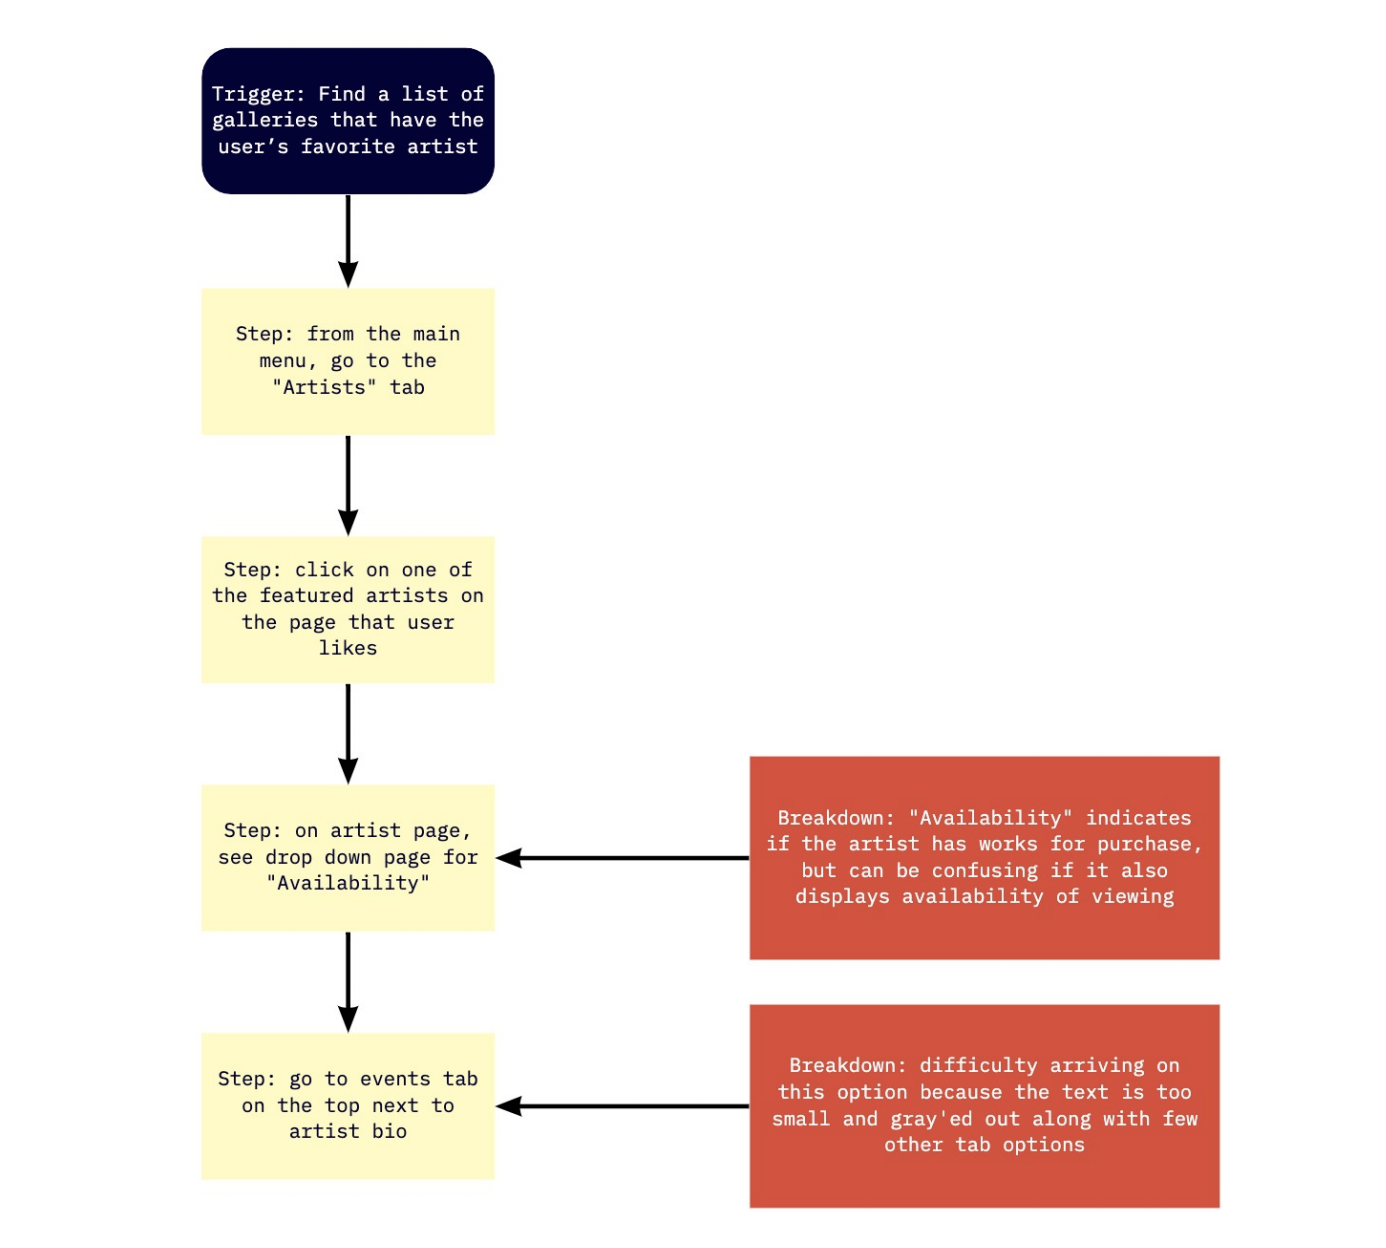 Trigger: Find a list of
galleries that have the
user’s favorite artist
Step: from the main
menu, go to the
"Artists" tab
Step: click on one of
the featured artists on
the page that user
likes
Step: on artist page,
see drop down page for
"Availability"
Breakdown: "Availability" indicates
if the artist has works for purchase,
but can be confusing if it also
displays availability of viewing
Step: go to events tab
on the top next to
artist bio
Breakdown: difficulty arriving on
this option because the text is too
small and gray'ed out along with few
other tab options